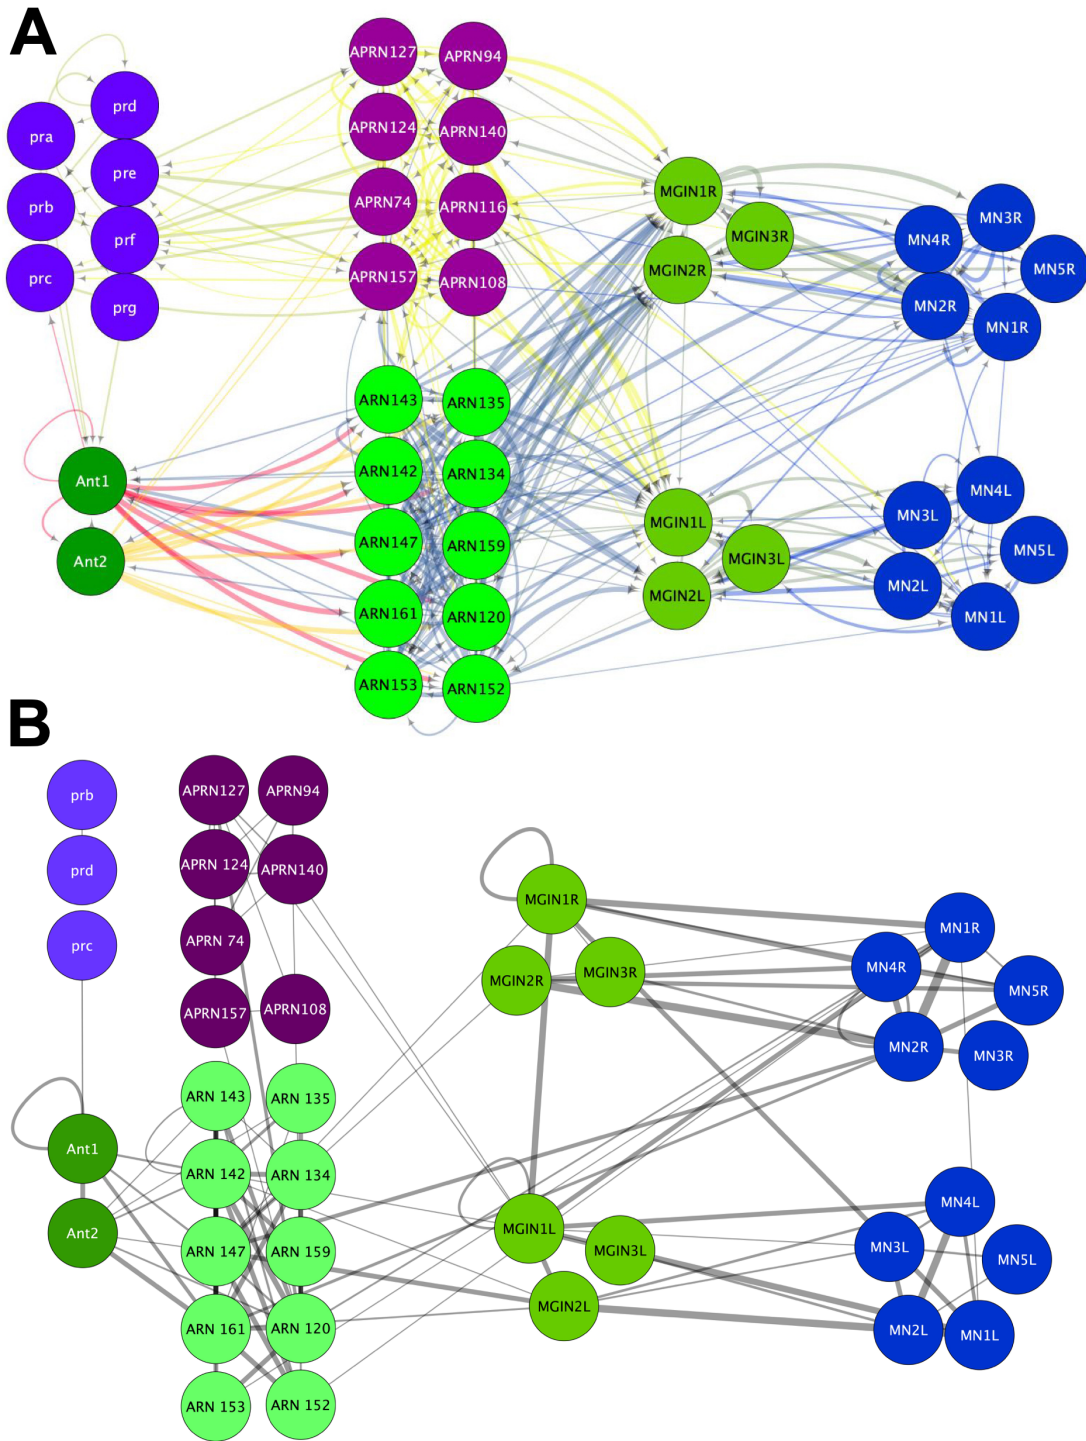 A
APRN127
APRN94
prd
pra
APRN124
APRN140
pre
MGIN1R
prb
APRN74
APRN116
MN3R
prf
MGIN3R
MN4R
prc
APRN157
APRN108
MGIN2R
MN5R
prg
MN2R
MN1R
ARN143
ARN135
Ant1
ARN142
ARN134
MN4L
MGIN1L
MN3L
Ant2
ARN147
ARN159
MGIN3L
MN5L
MGIN2L
MN2L
ARN161
ARN120
MN1L
ARN153
ARN152
B
prb
APRN127
APRN94
prd
APRN 124
APRN140
MGIN1R
prc
APRN 74
MN1R
MGIN2R
MGIN3R
MN4R
MN5R
APRN157
APRN108
MN2R
MN3R
ARN 143
ARN 135
Ant1
ARN 142
ARN 134
MN4L
Ant2
MGIN1L
ARN 147
ARN 159
MGIN3L
MN3L
MN5L
MGIN2L
ARN 161
ARN 120
MN2L
MN1L
ARN 153
ARN 152